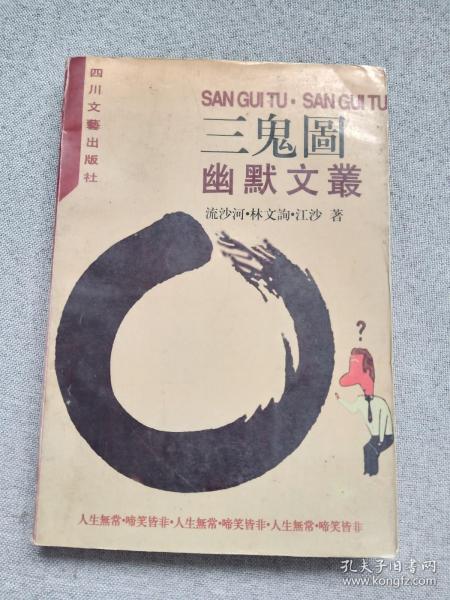 四川文藝出版社
SAN GUI TU · SAN GUI TU
三鬼圖
幽默文叢
流沙河·林文詢·江沙 著
?
人生無常·啼笑皆非·人生無常·啼笑皆非·人生無常·啼笑皆非
孔夫子旧书网
kongfz.com